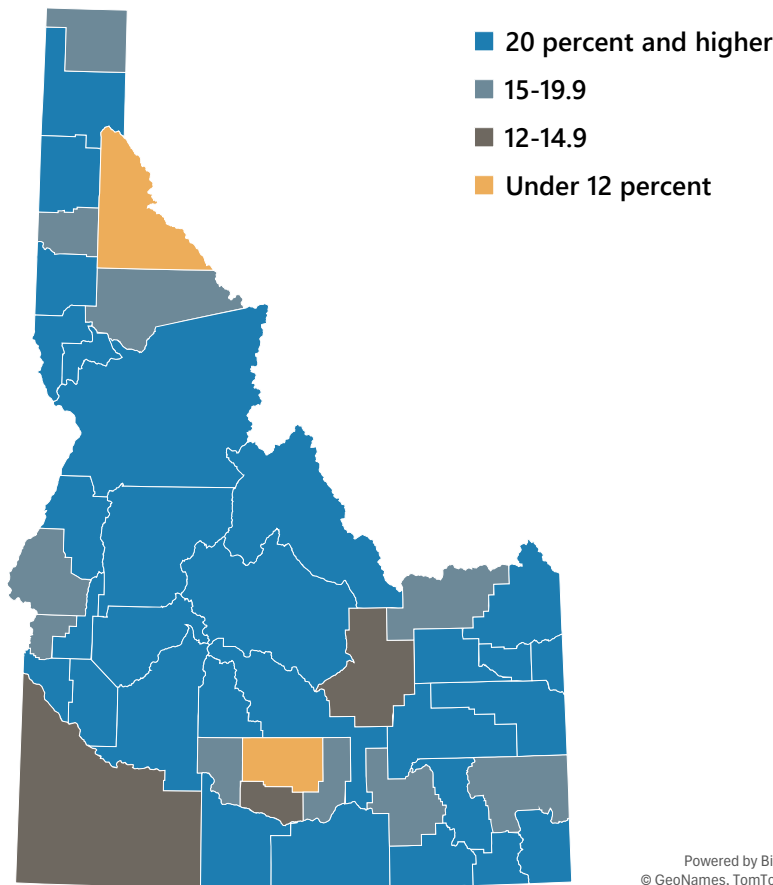 20 percent and higher
15-19.9
12-14.9
Under 12 percent
Powered by Bi
© GeoNames, TomTo